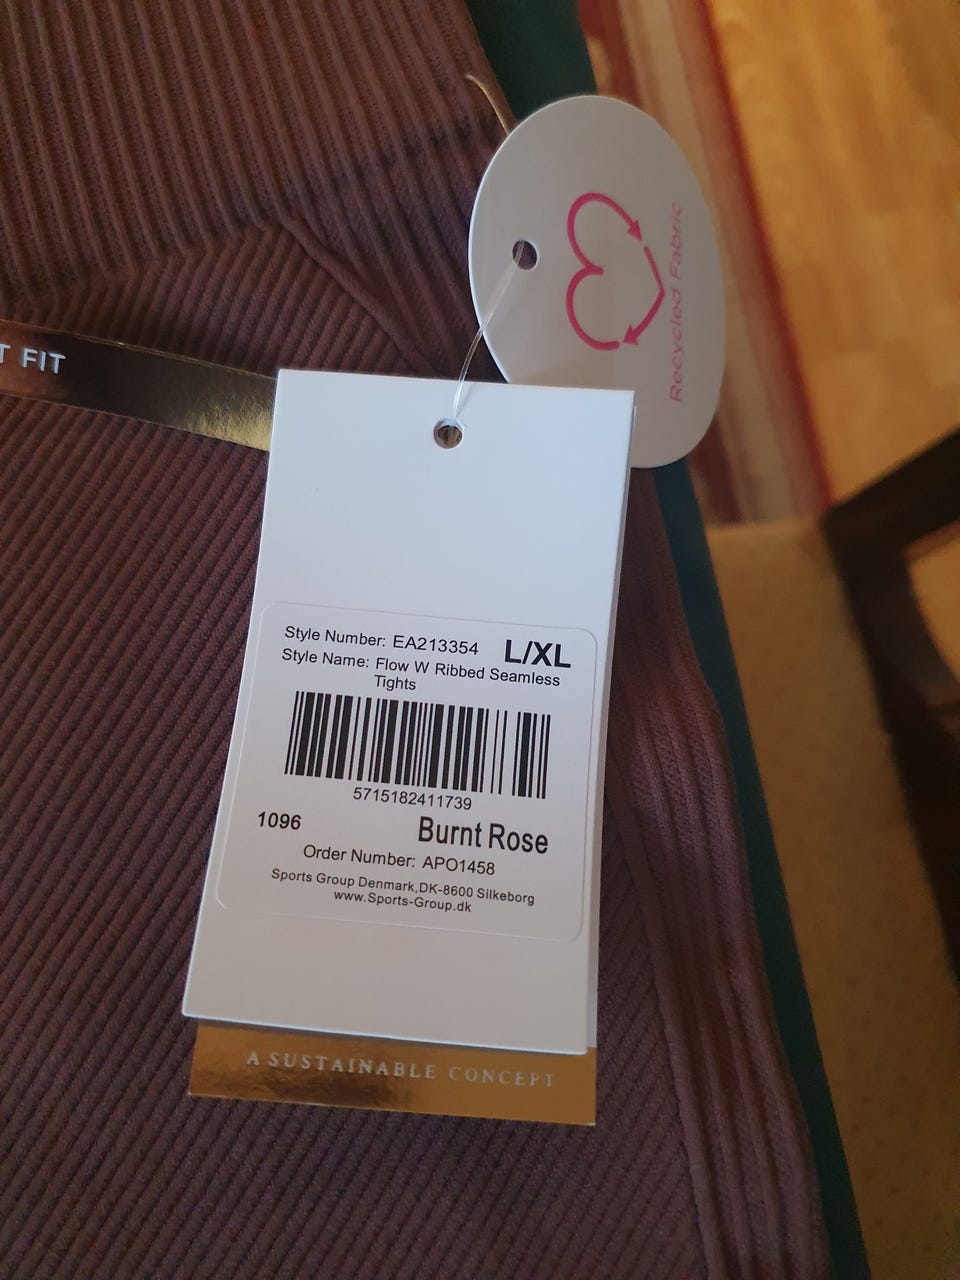 T FIT
Recycled Fabric
Style Number: EA213354 L/XL
Style Name: Flow W Ribbed Seamless
Tights
5715182411739
1096 Burnt Rose
Order Number: APO1458
Sports Group Denmark,DK-8600 Silkeborg
www.Sports-Group.dk
A SUSTAINABLE CONCEPT